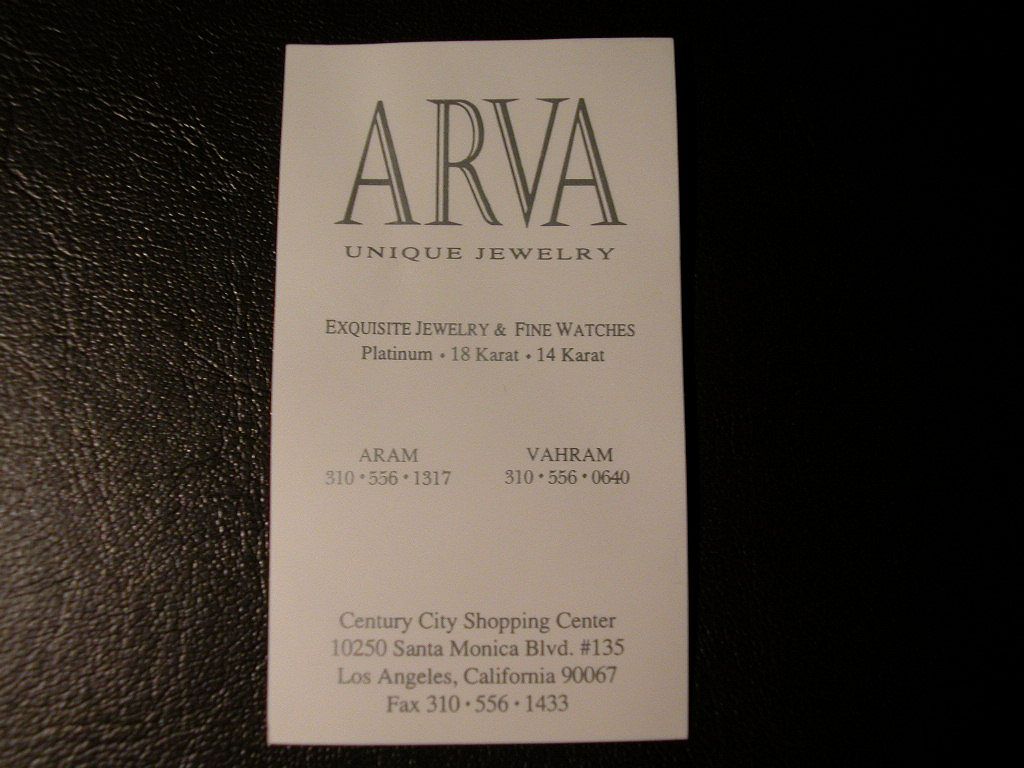 ARVA
UNIQUE JEWELRY
EXQUISITE JEWELRY & FINE WATCHES
Platinum • 18 Karat • 14 Karat
ARAM VAHRAM
310 • 556 • 1317 310 • 556 • 0640
Century City Shopping Center
10250 Santa Monica Blvd. #135
Los Angeles, California 90067
Fax 310 • 556 • 1433